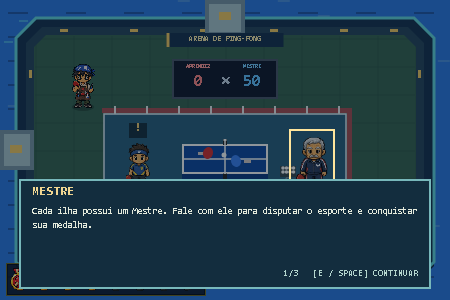 ARENA DE PING-PONG
APRENDIZ MESTRE
0 × 50
!
MESTRE
Cada ilha possui um Mestre. Fale com ele para disputar o esporte e conquistar
sua medalha.
1/3 [E / SPACE] CONTINUAR